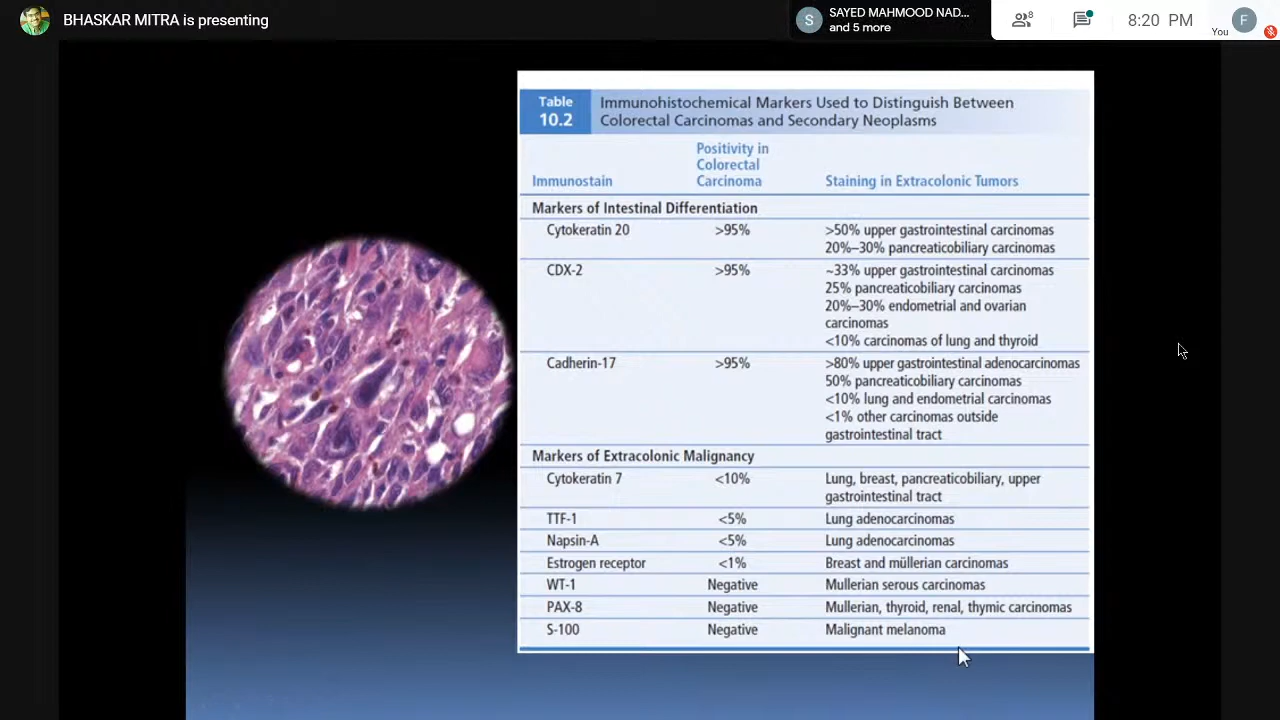 BHASKAR MITRA is presenting
S
SAYED MAHMOOD NAD...
and 5 more
8
8:20 PM
You
F
Table
10.2
Immunohistochemical Markers Used to Distinguish Between
Colorectal Carcinomas and Secondary Neoplasms
Immunostain
Positivity in
Colorectal
Carcinoma
Staining in Extracolonic Tumors
Markers of Intestinal Differentiation
Cytokeratin 20 >95% >50% upper gastrointestinal carcinomas
20%–30% pancreaticobiliary carcinomas
CDX-2 >95% ~33% upper gastrointestinal carcinomas
25% pancreaticobiliary carcinomas
20%–30% endometrial and ovarian
carcinomas
<10% carcinomas of lung and thyroid
Cadherin-17 >95% >80% upper gastrointestinal adenocarcinomas
50% pancreaticobiliary carcinomas
<10% lung and endometrial carcinomas
<1% other carcinomas outside
gastrointestinal tract
Markers of Extracolonic Malignancy
Cytokeratin 7 <10% Lung, breast, pancreaticobiliary, upper
gastrointestinal tract
TTF-1 <5% Lung adenocarcinomas
Napsin-A <5% Lung adenocarcinomas
Estrogen receptor <1% Breast and müllerian carcinomas
WT-1 Negative Mullerian serous carcinomas
PAX-8 Negative Mullerian, thyroid, renal, thymic carcinomas
S-100 Negative Malignant melanoma